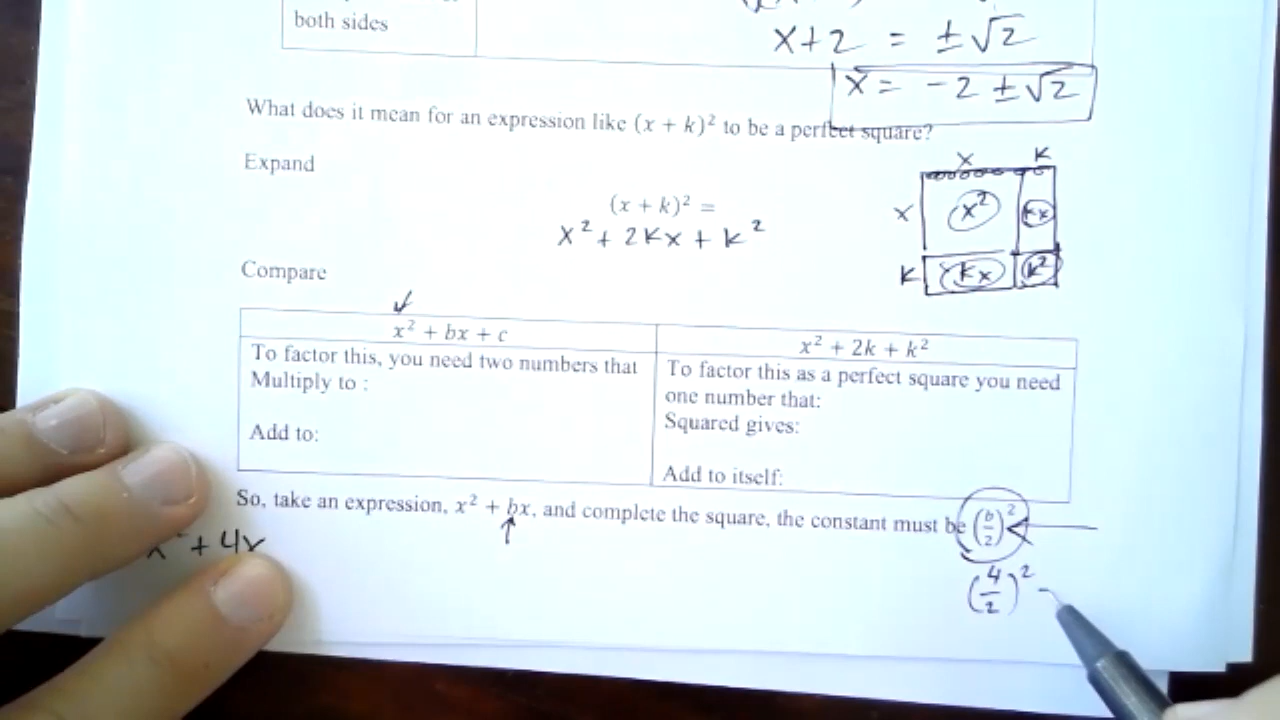 both sides
x+2 = ±√2
x = -2 ±√2
What does it mean for an expression like (x + k)² to be a perfect square?
Expand
x k
(x + k)² =
x x² kx
x² + 2kx + k²
k kx k²
Compare
x² + bx + c
x² + 2k + k²
To factor this, you need two numbers that
Multiply to :
Add to:
To factor this as a perfect square you need
one number that:
Squared gives:
Add to itself:
So, take an expression, x² + bx, and complete the square, the constant must be (b/2)²
+ 4x
(4/2)²